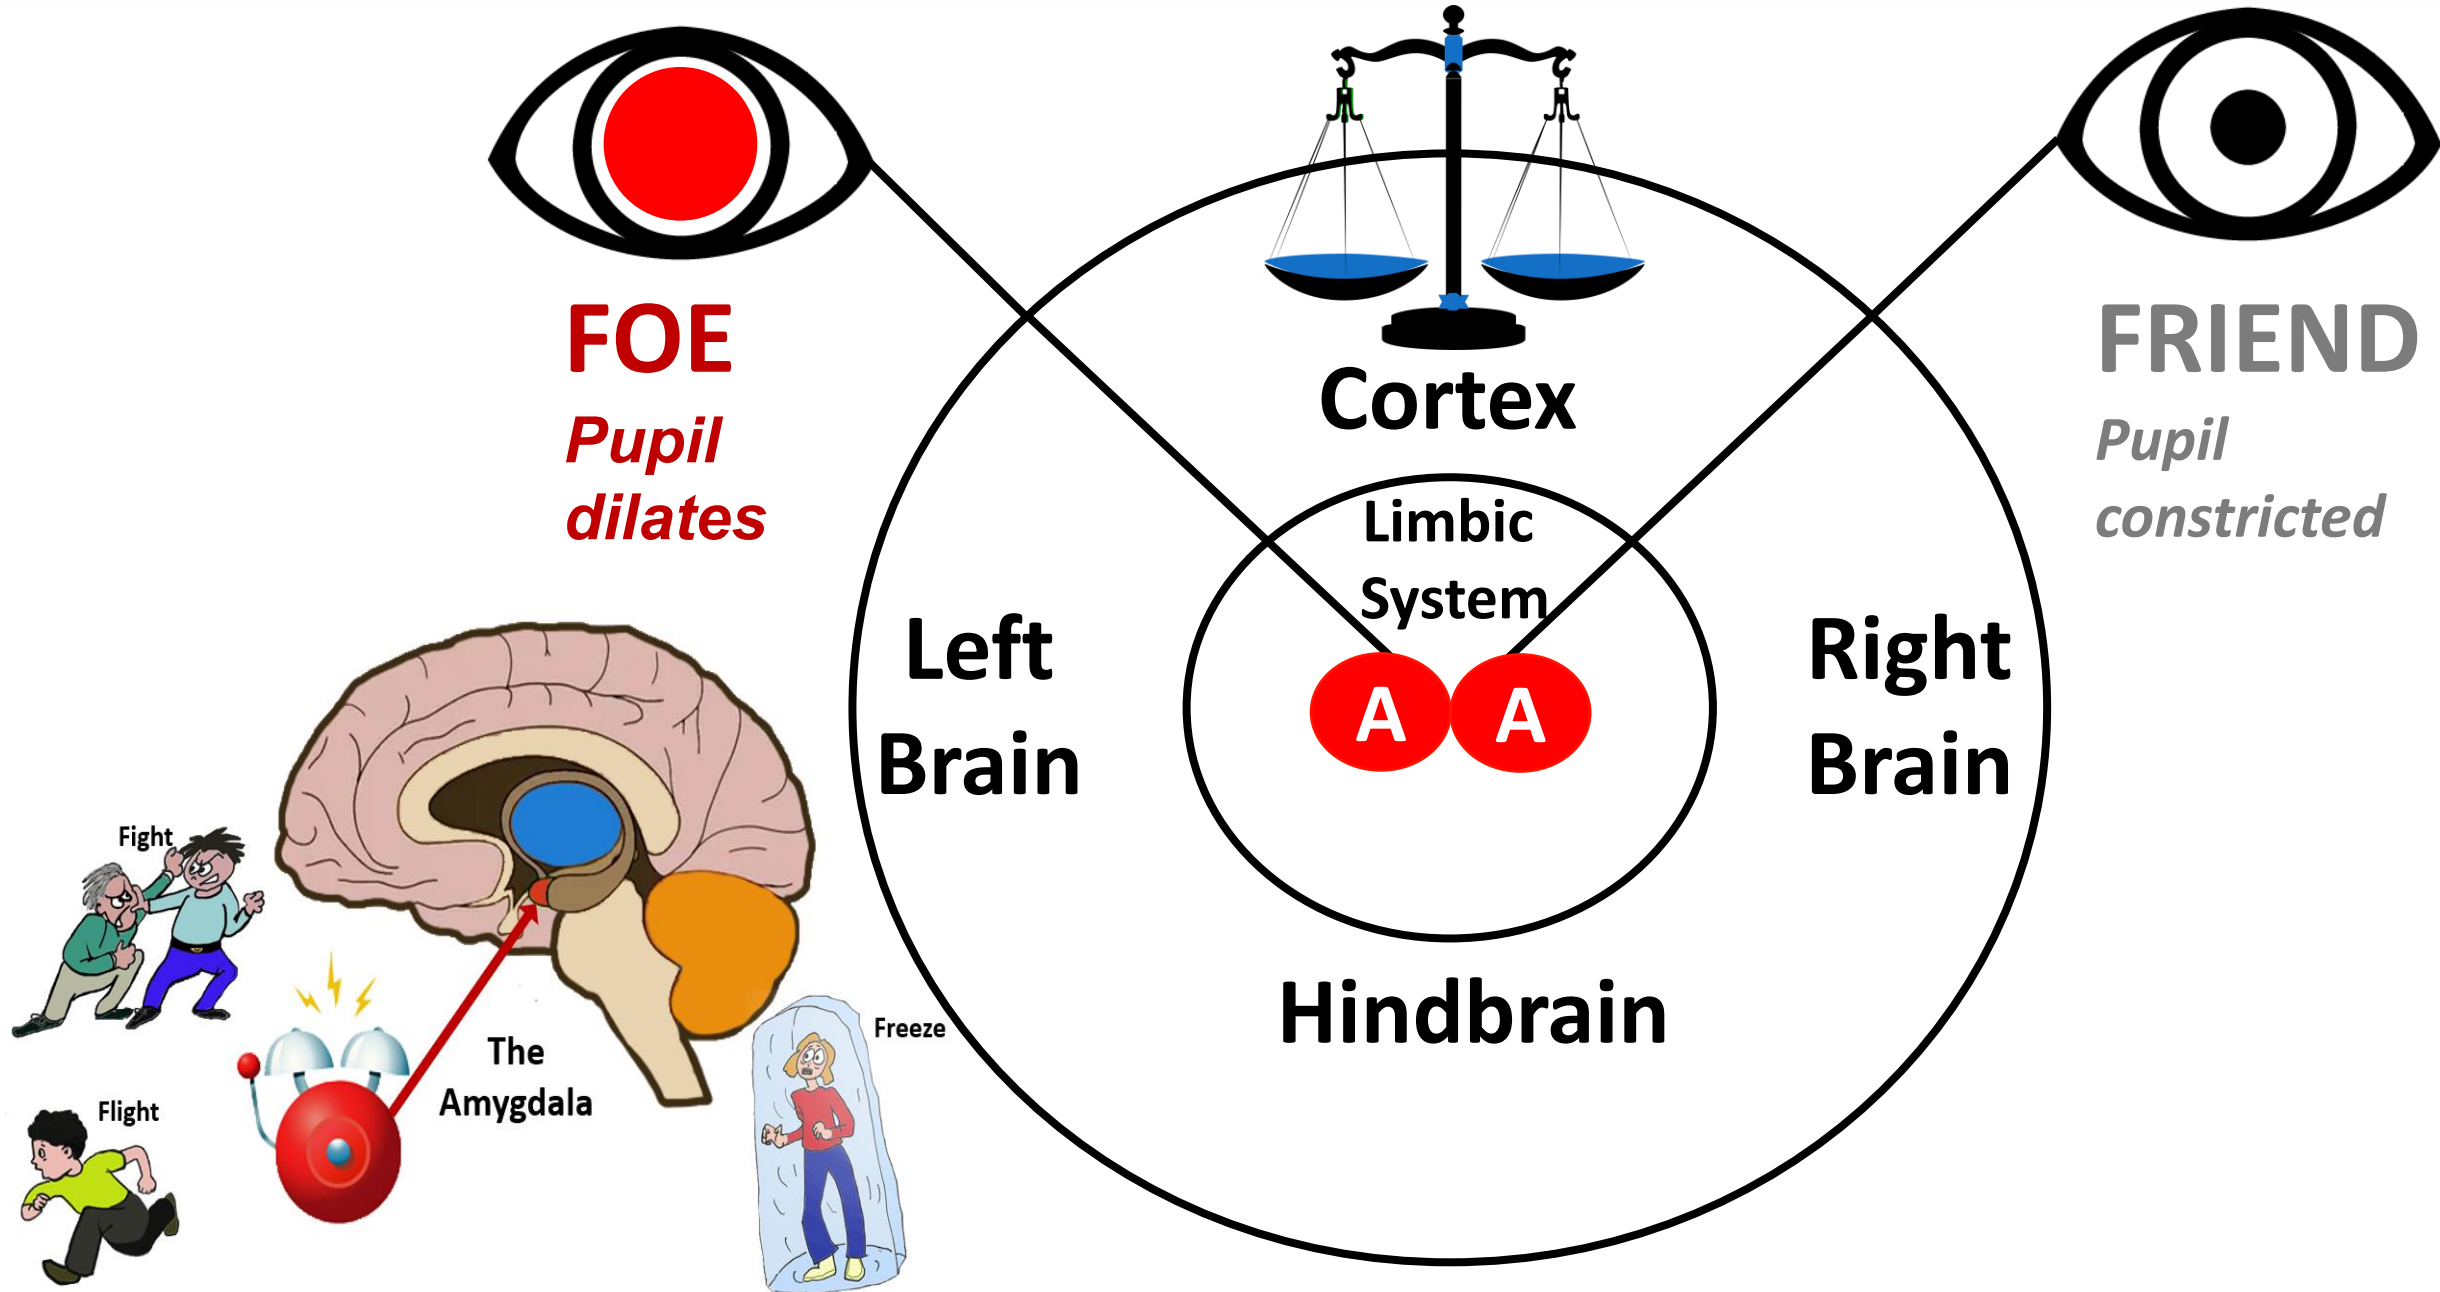 FOE
Pupil
dilates
Cortex
FRIEND
Pupil
constricted
Limbic
System
Left
Brain
A A
Right
Brain
Hindbrain
Fight
Flight
The
Amygdala
Freeze